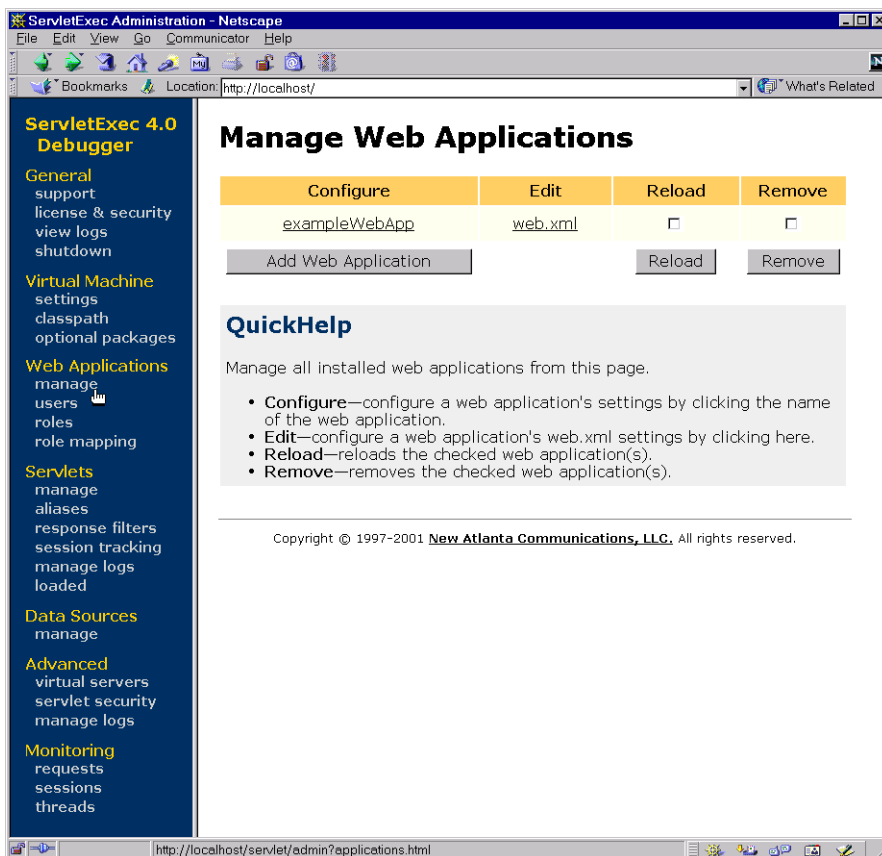 ServletExec Administration - Netscape
File Edit View Go Communicator Help
My
Bookmarks Location: http://localhost/ What's Related
N
ServletExec 4.0
Debugger
General
support
license & security
view logs
shutdown
Virtual Machine
settings
classpath
optional packages
Web Applications
manage
users
roles
role mapping
Servlets
manage
aliases
response filters
session tracking
manage logs
loaded
Data Sources
manage
Advanced
virtual servers
servlet security
manage logs
Monitoring
requests
sessions
threads
Manage Web Applications
Configure Edit Reload Remove
exampleWebApp web.xml
Add Web Application Reload Remove
QuickHelp
Manage all installed web applications from this page.
• Configure—configure a web application's settings by clicking the name
of the web application.
• Edit—configure a web application's web.xml settings by clicking here.
• Reload—reloads the checked web application(s).
• Remove—removes the checked web application(s).
Copyright © 1997-2001 New Atlanta Communications, LLC. All rights reserved.
http://localhost/servlet/admin?applications.html